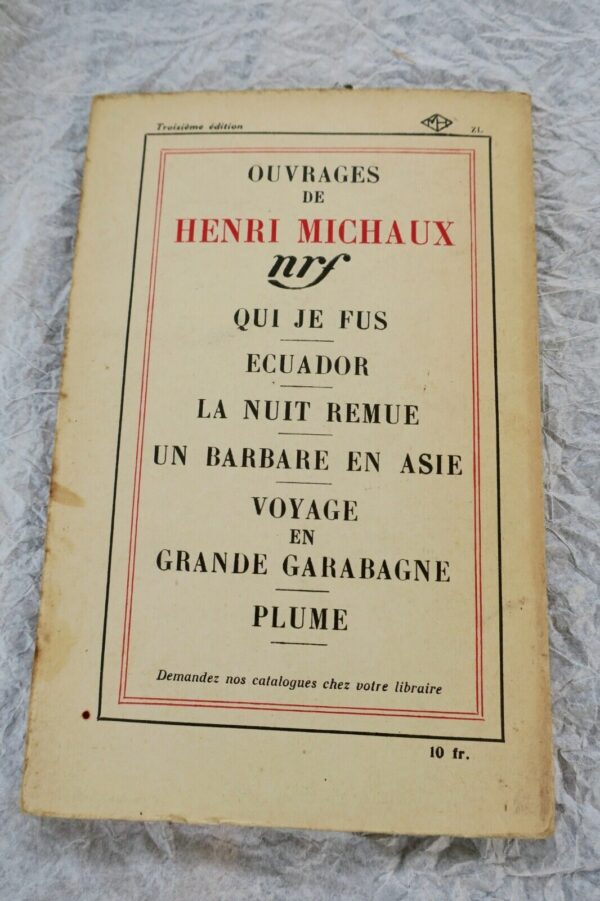 Troisième édition
ZL
OUVRAGES
DE
HENRI MICHAUX
nrf
QUI JE FUS
ECUADOR
LA NUIT REMUE
UN BARBARE EN ASIE
VOYAGE
EN
GRANDE GARABAGNE
PLUME
Demandez nos catalogues chez votre libraire
10 fr.